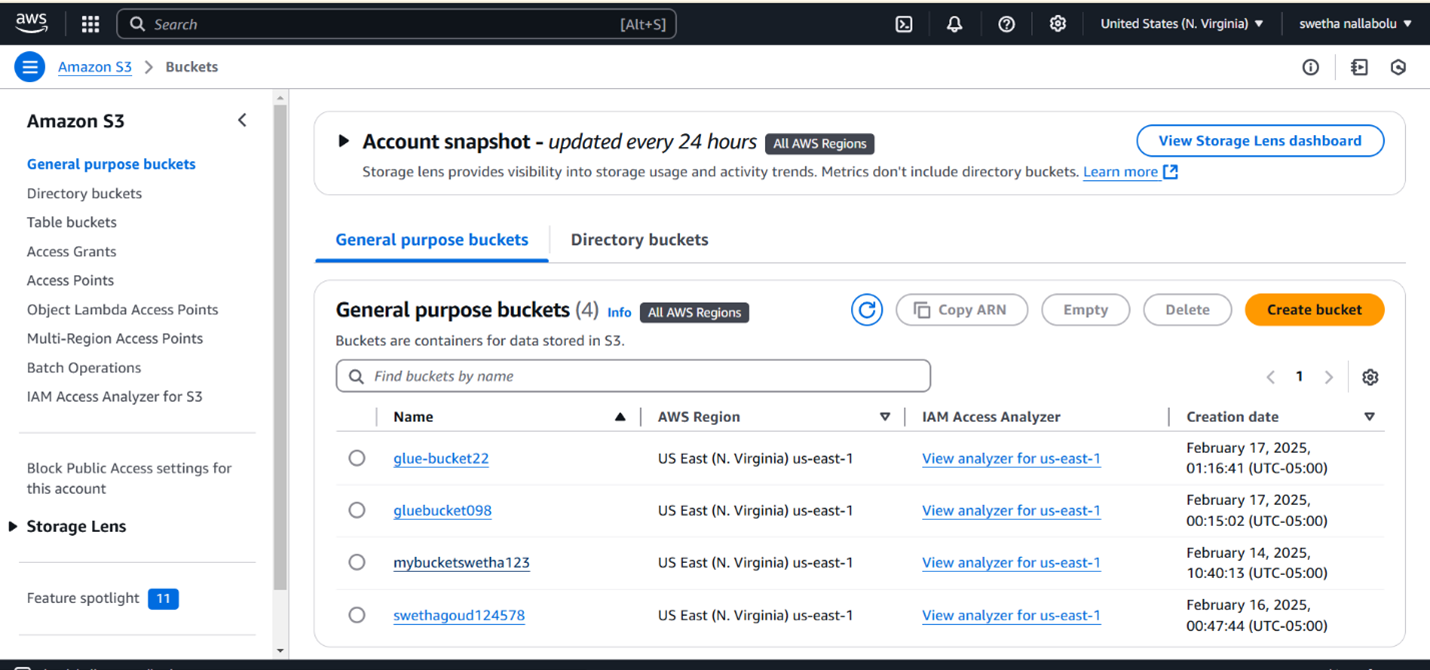 aws Search [Alt+S] United States (N. Virginia) swetha nallabolu
Amazon S3 Buckets
Amazon S3
General purpose buckets
Directory buckets
Table buckets
Access Grants
Access Points
Object Lambda Access Points
Multi-Region Access Points
Batch Operations
IAM Access Analyzer for S3
Block Public Access settings for
this account
Storage Lens
Feature spotlight 11
Account snapshot - updated every 24 hours All AWS Regions View Storage Lens dashboard
Storage lens provides visibility into storage usage and activity trends. Metrics don't include directory buckets. Learn more
General purpose buckets Directory buckets
General purpose buckets (4) Info All AWS Regions Copy ARN Empty Delete Create bucket
Buckets are containers for data stored in S3.
Find buckets by name 1
Name AWS Region IAM Access Analyzer Creation date
glue-bucket22 US East (N. Virginia) us-east-1 View analyzer for us-east-1 February 17, 2025,
01:16:41 (UTC-05:00)
gluebucket098 US East (N. Virginia) us-east-1 View analyzer for us-east-1 February 17, 2025,
00:15:02 (UTC-05:00)
mybucketswetha123 US East (N. Virginia) us-east-1 View analyzer for us-east-1 February 14, 2025,
10:40:13 (UTC-05:00)
swethagoud124578 US East (N. Virginia) us-east-1 View analyzer for us-east-1 February 16, 2025,
00:47:44 (UTC-05:00)